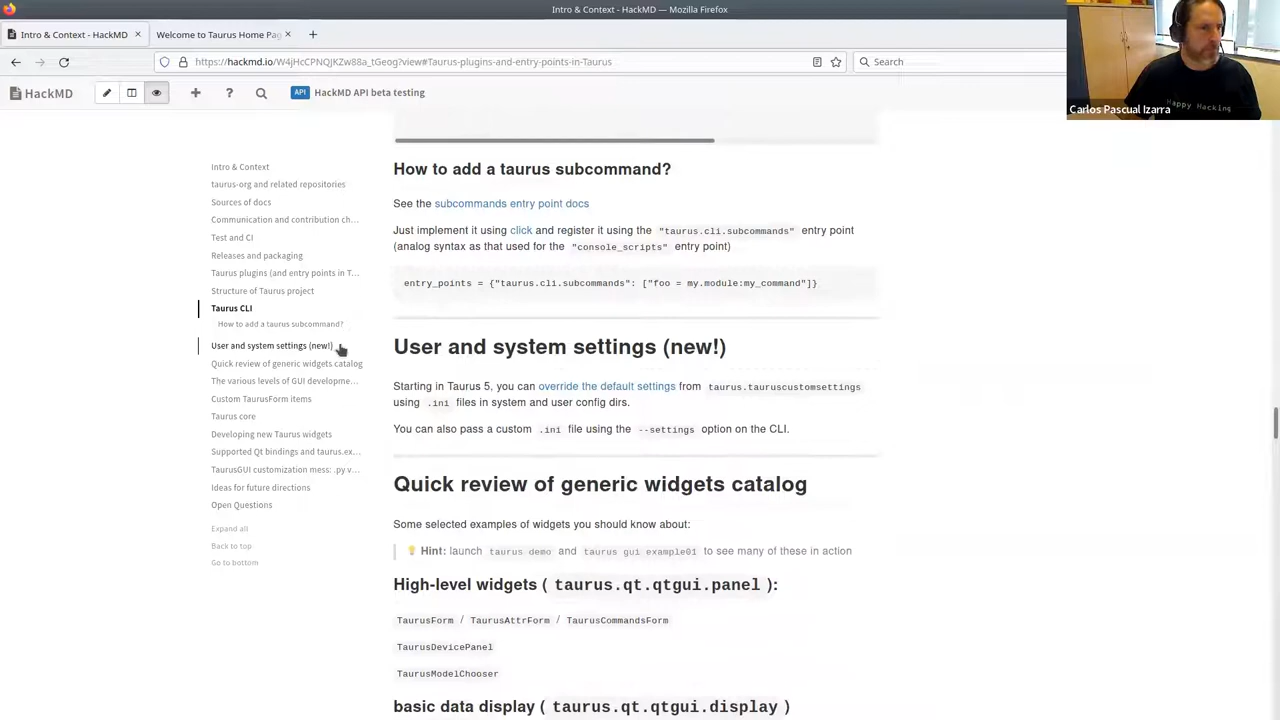 Intro & Context - HackMD — Mozilla Firefox
Intro & Context - HackMD
Welcome to Taurus Home Pag
https://hackmd.io/W4jHcCPNQJKZw88a_tGeog?view#Taurus-plugins-and-entry-points-in-Taurus
Search
HackMD
API HackMD API beta testing
Happy Hacking
Carlos Pascual Izarra
Intro & Context
taurus-org and related repositories
Sources of docs
Communication and contribution ch...
Test and CI
Releases and packaging
Taurus plugins (and entry points in T...
Structure of Taurus project
Taurus CLI
How to add a taurus subcommand?
User and system settings (new!)
Quick review of generic widgets catalog
The various levels of GUI developme...
Custom TaurusForm items
Taurus core
Developing new Taurus widgets
Supported Qt bindings and taurus.ex...
TaurusGUI customization mess: .py v...
Ideas for future directions
Open Questions
Expand all
Back to top
Go to bottom
How to add a taurus subcommand?
See the subcommands entry point docs
Just implement it using click and register it using the "taurus.cli.subcommands" entry point
(analog syntax as that used for the "console_scripts" entry point)
entry_points = {"taurus.cli.subcommands": ["foo = my.module:my_command"]}
User and system settings (new!)
Starting in Taurus 5, you can override the default settings from taurus.tauruscustomsettings
using .ini files in system and user config dirs.
You can also pass a custom .ini file using the --settings option on the CLI.
Quick review of generic widgets catalog
Some selected examples of widgets you should know about:
Hint: launch taurus demo and taurus gui example01 to see many of these in action
High-level widgets ( taurus.qt.qtgui.panel ):
TaurusForm / TaurusAttrForm / TaurusCommandsForm
TaurusDevicePanel
TaurusModelChooser
basic data display ( taurus.qt.qtgui.display )